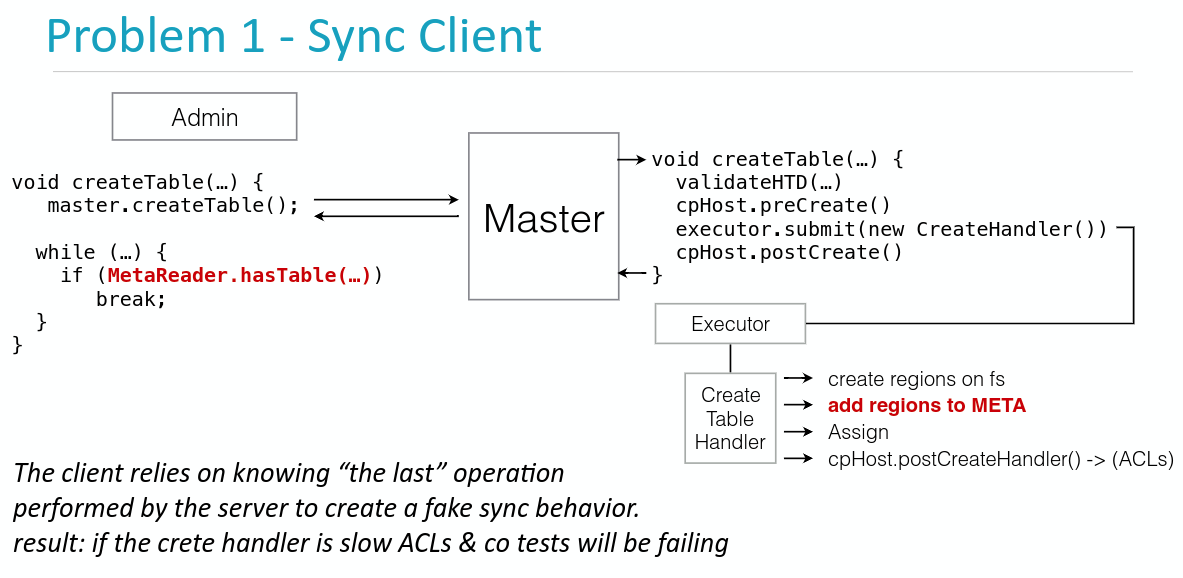 Problem 1 - Sync Client
Admin
void createTable(…) {
master.createTable();
while (…) {
if (MetaReader.hasTable(…))
break;
}
}
Master
void createTable(…) {
validateHTD(…)
cpHost.preCreate()
executor.submit(new CreateHandler())
cpHost.postCreate()
}
Executor
Create
Table
Handler
create regions on fs
add regions to META
Assign
cpHost.postCreateHandler() -> (ACLs)
The client relies on knowing “the last” operation
performed by the server to create a fake sync behavior.
result: if the crete handler is slow ACLs & co tests will be failing